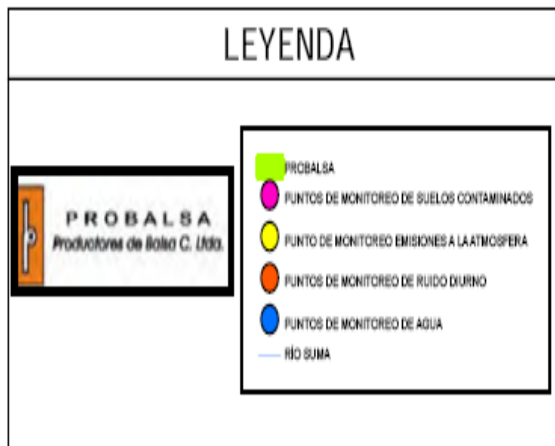 LEYENDA
PROBALSA
Productores de Balsa C. Ltda.
PROBALSA
PUNTOS DE MONITOREO DE SUELOS CONTAMINADOS
PUNTO DE MONITOREO EMISIONES A LA ATMOSFERA
PUNTOS DE MONITOREO DE RUIDO DIURNO
PUNTOS DE MONITOREO DE AGUA
RÍO SUMA